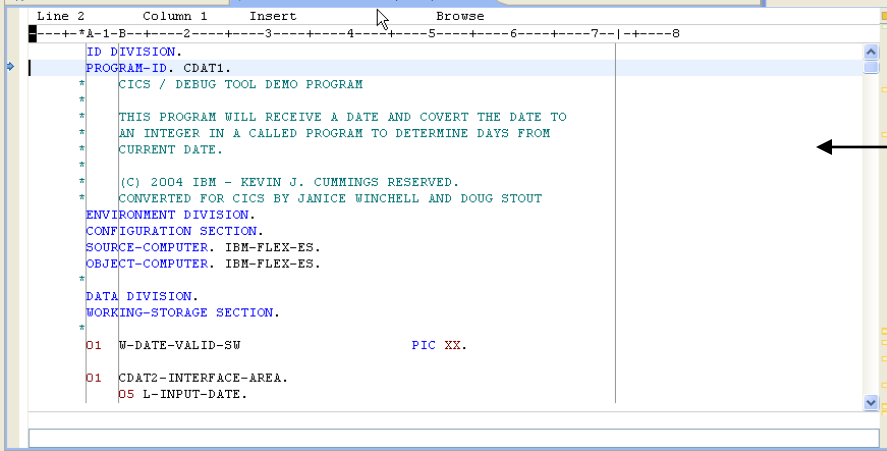 Line 2 Column 1 Insert Browse
----+-*A-1-B--+----2----+----3----+----4----+----5----+----6----+----7--|-+----8
ID DIVISION.
PROGRAM-ID. CDAT1.
* CICS / DEBUG TOOL DEMO PROGRAM
*
* THIS PROGRAM WILL RECEIVE A DATE AND COVERT THE DATE TO
* AN INTEGER IN A CALLED PROGRAM TO DETERMINE DAYS FROM
* CURRENT DATE.
*
* (C) 2004 IBM - KEVIN J. CUMMINGS RESERVED.
* CONVERTED FOR CICS BY JANICE WINCHELL AND DOUG STOUT
ENVIRONMENT DIVISION.
CONFIGURATION SECTION.
SOURCE-COMPUTER. IBM-FLEX-ES.
OBJECT-COMPUTER. IBM-FLEX-ES.
*
DATA DIVISION.
WORKING-STORAGE SECTION.
*
01 W-DATE-VALID-SW PIC XX.
01 CDAT2-INTERFACE-AREA.
05 L-INPUT-DATE.